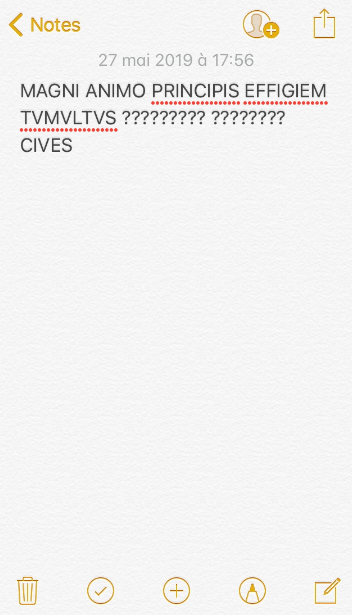 Notes
27 mai 2019 à 17:56
MAGNI ANIMO PRINCIPIS EFFIGIEM
TVMVLTVS ????????? ????????
CIVES